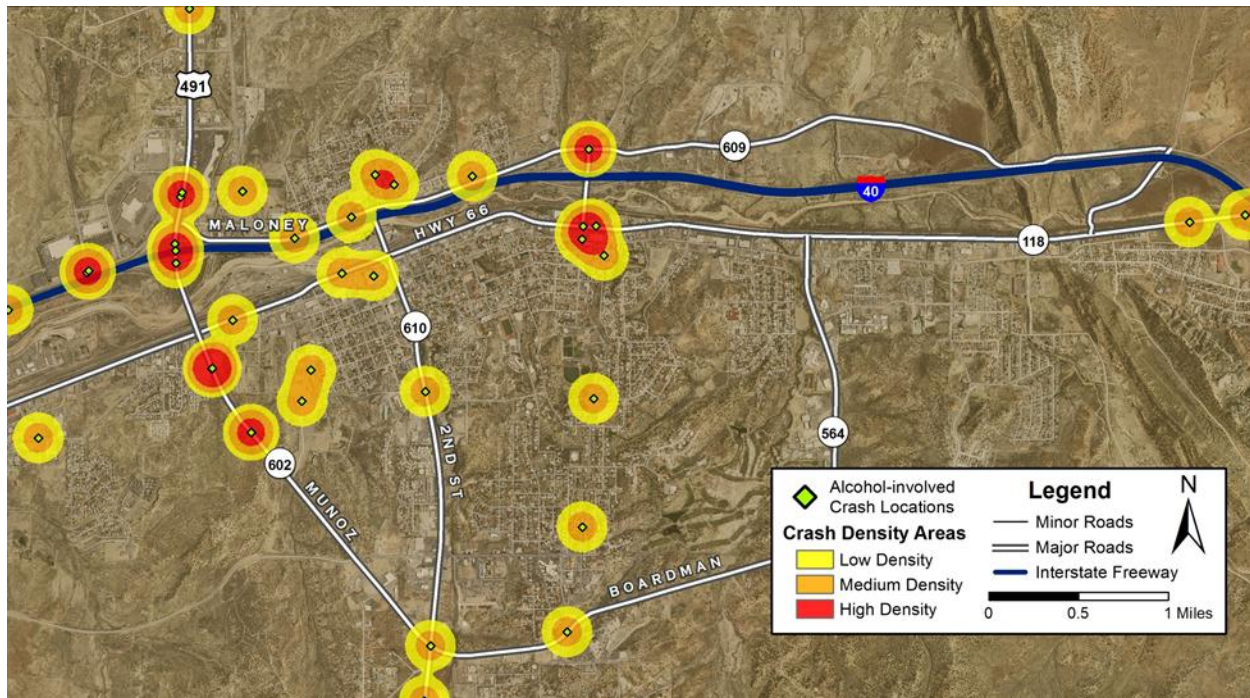 491
609
40
MALONEY
HWY 66
118
610
2ND ST
564
602
MUNOZ
BOARDMAN
Alcohol-involved
Crash Locations
Crash Density Areas
Low Density
Medium Density
High Density
Legend
Minor Roads
Major Roads
Interstate Freeway
N
0 0.5 1 Miles